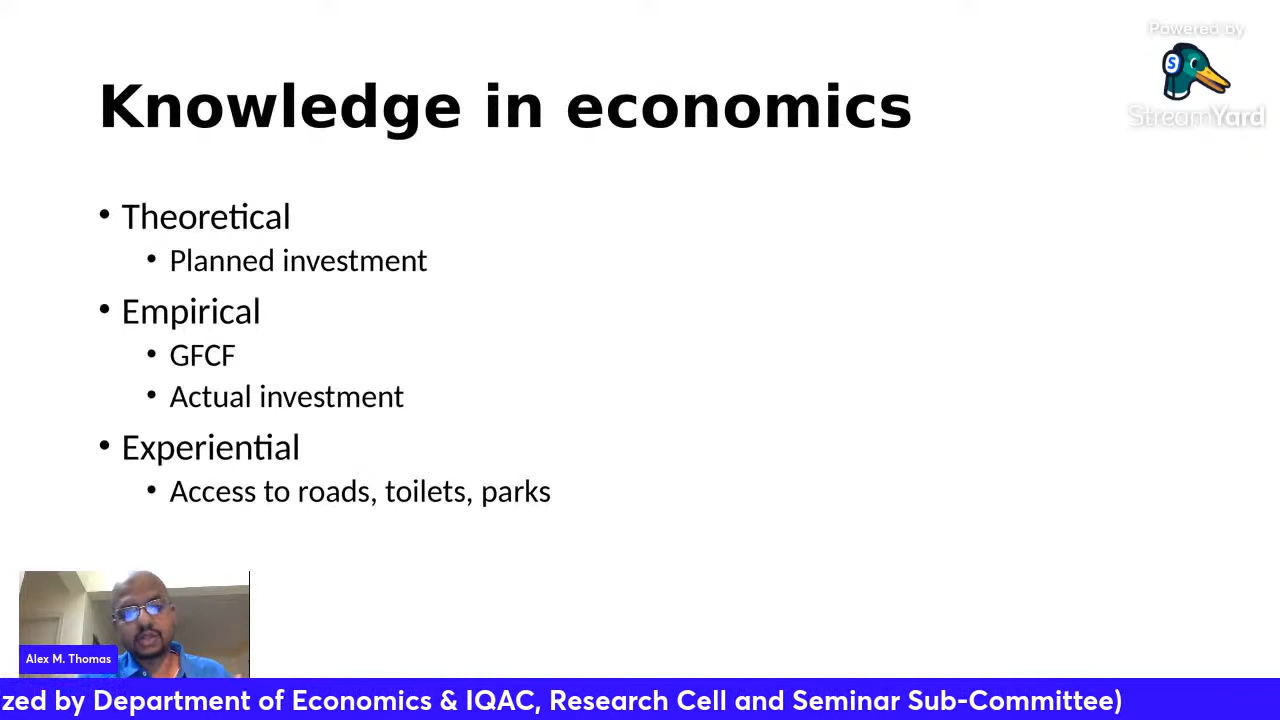 Powered by
StreamYard
Knowledge in economics
• Theoretical
• Planned investment
• Empirical
• GFCF
• Actual investment
• Experiential
• Access to roads, toilets, parks
Alex M. Thomas
zed by Department of Economics & IQAC, Research Cell and Seminar Sub-Committee)